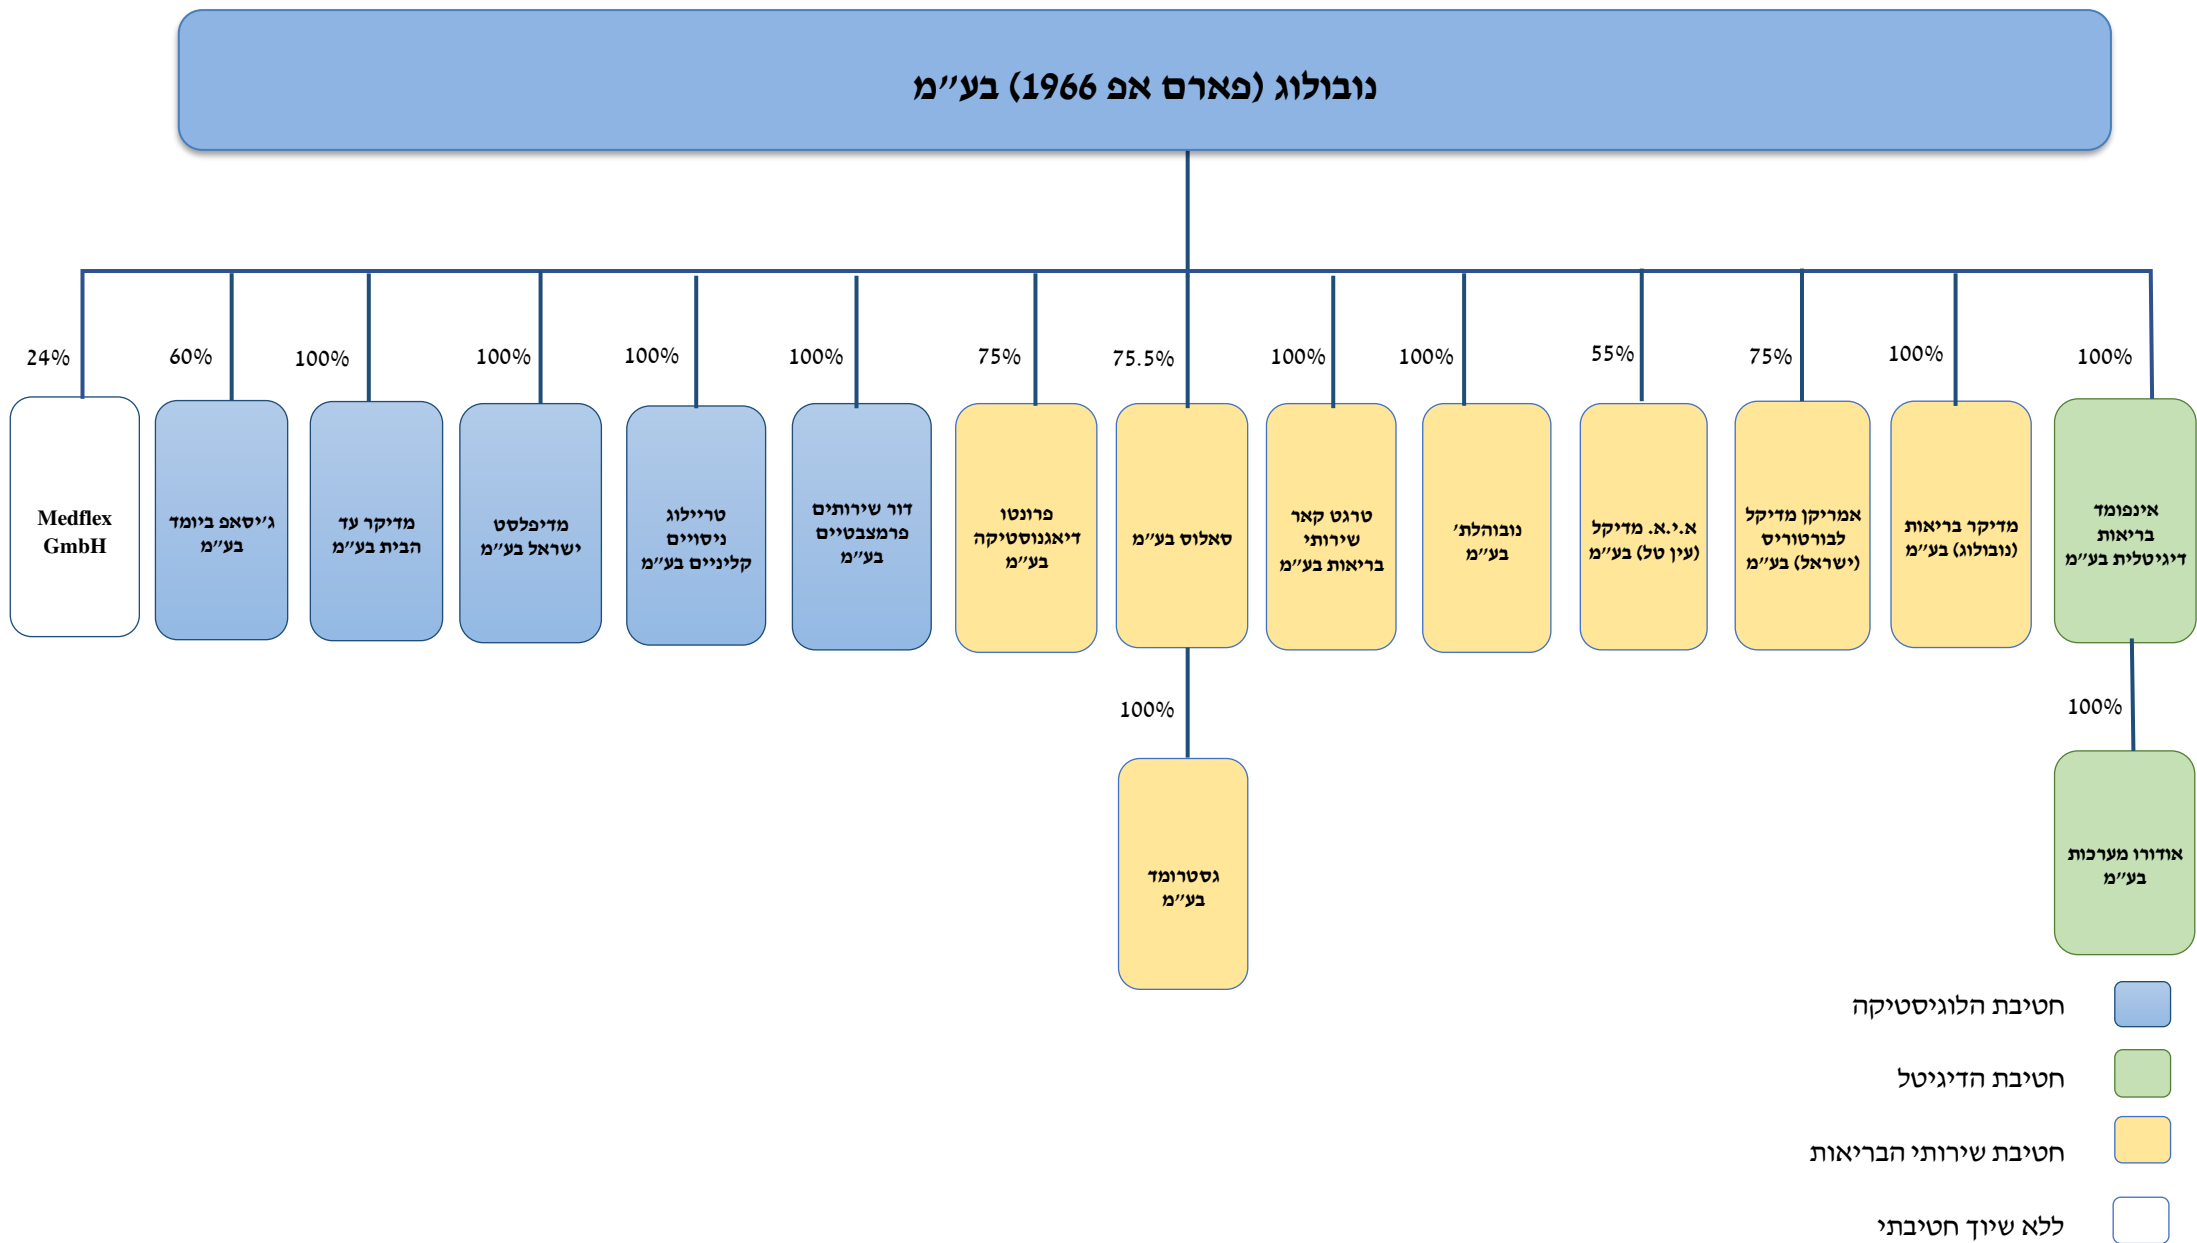 נובולוג (פארם אפ 1966) בע״מ
100%
100%
75%
55%
100%
100%
75.5%
75%
100%
100%
100%
100%
60%
24%
אינפומד
בריאות
דיגיטלית בע״מ
מדיקר בריאות
(נובולוג) בע״מ
אמריקן מדיקל
לבורטוריס
(ישראל) בע״מ
א.י.א. מדיקל
(עין טל) בע״מ
נובוהלת׳
בע״מ
טרגט קאר
שירותי
בריאות בע״מ
סאלוס בע״מ
פרונטו
דיאגנוסטיקה
בע״מ
דור שירותים
פרמצבטיים
בע״מ
טריילוג
ניסויים
קליניים בע״מ
מדיפלסט
ישראל בע״מ
מדיקר עד
הבית בע״מ
ג׳יסאפ ביומד
בע״מ
Medflex
GmbH
100%
100%
אודורו מערכות
בע״מ
גסטרומד
בע״מ
חטיבת הלוגיסטיקה
חטיבת הדיגיטל
חטיבת שירותי הבריאות
ללא שיוך חטיבתי